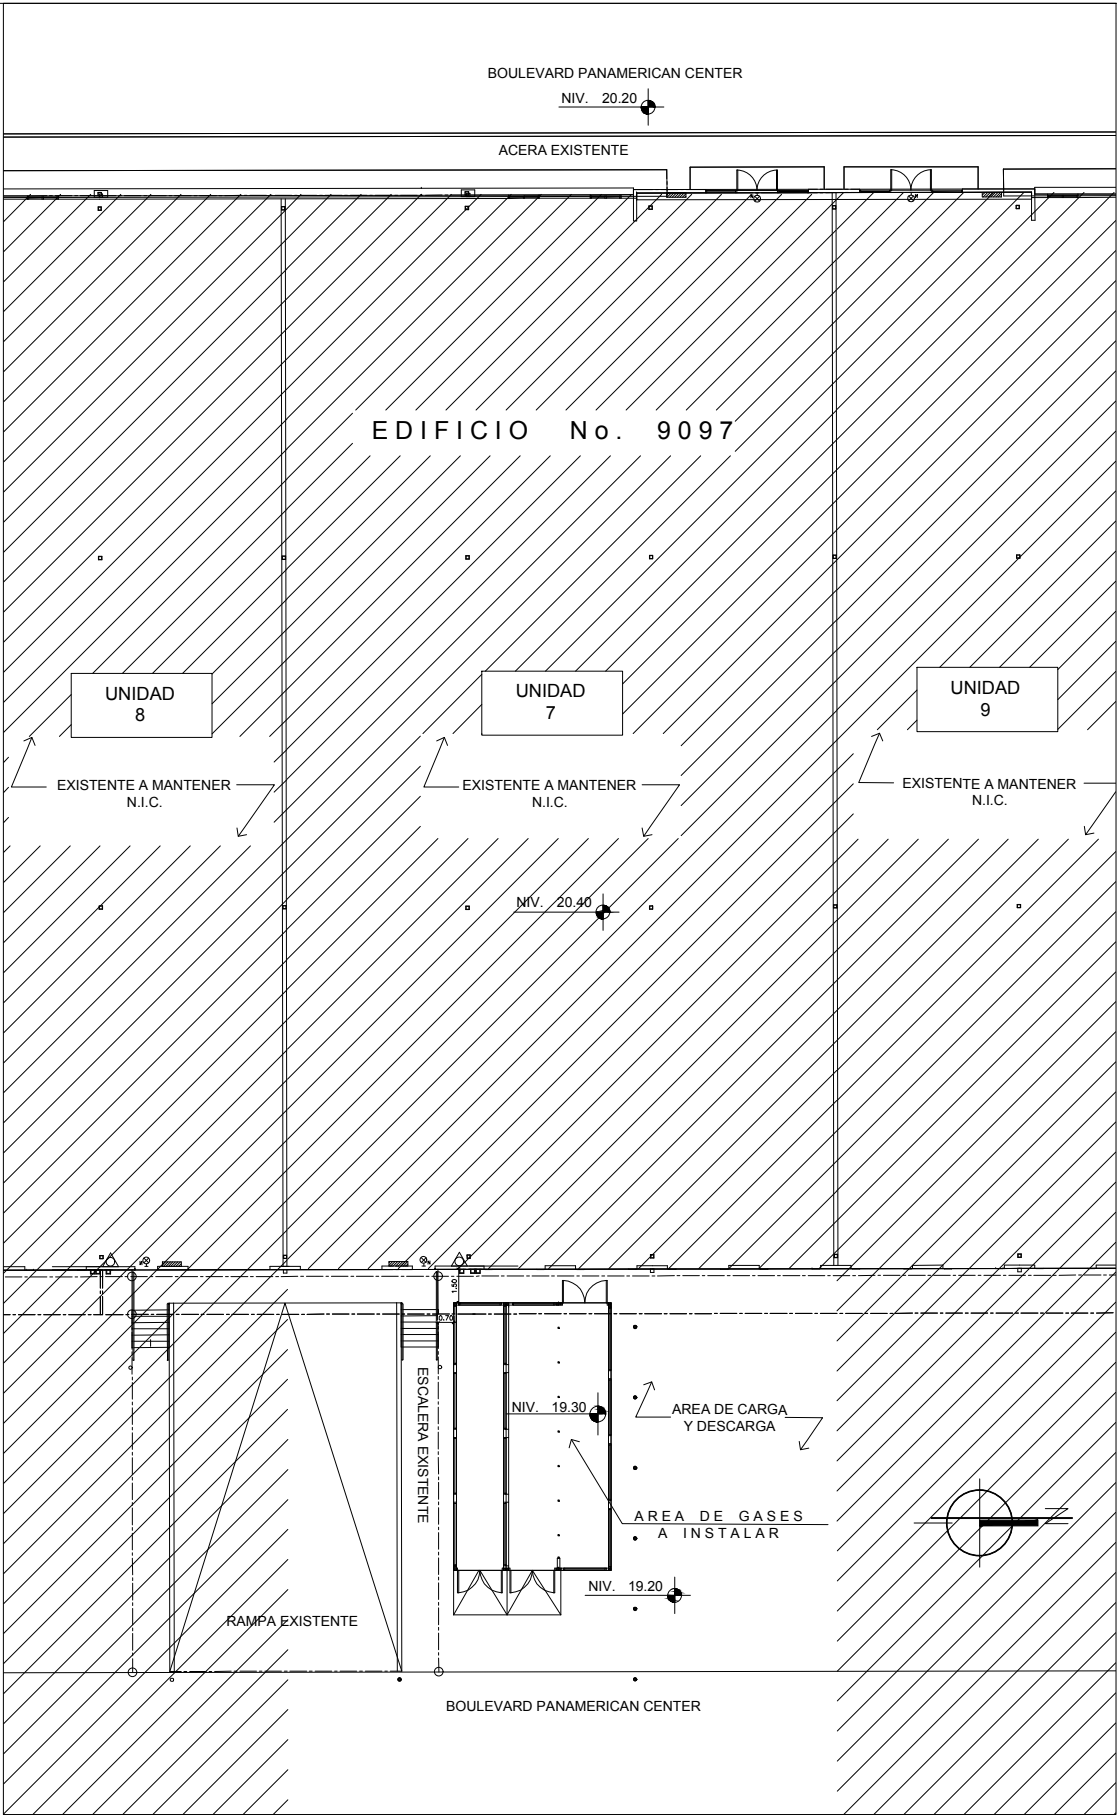 BOULEVARD PANAMERICAN CENTER
NIV. 20.20
ACERA EXISTENTE
EDIFICIO No. 9097
UNIDAD
8
UNIDAD
7
UNIDAD
9
EXISTENTE A MANTENER
N.I.C.
EXISTENTE A MANTENER
N.I.C.
EXISTENTE A MANTENER
N.I.C.
NIV. 20.40
1.50
0.70
ESCALERA EXISTENTE
NIV. 19.30
AREA DE CARGA
Y DESCARGA
AREA DE GASES
A INSTALAR
N
NIV. 19.20
RAMPA EXISTENTE
BOULEVARD PANAMERICAN CENTER